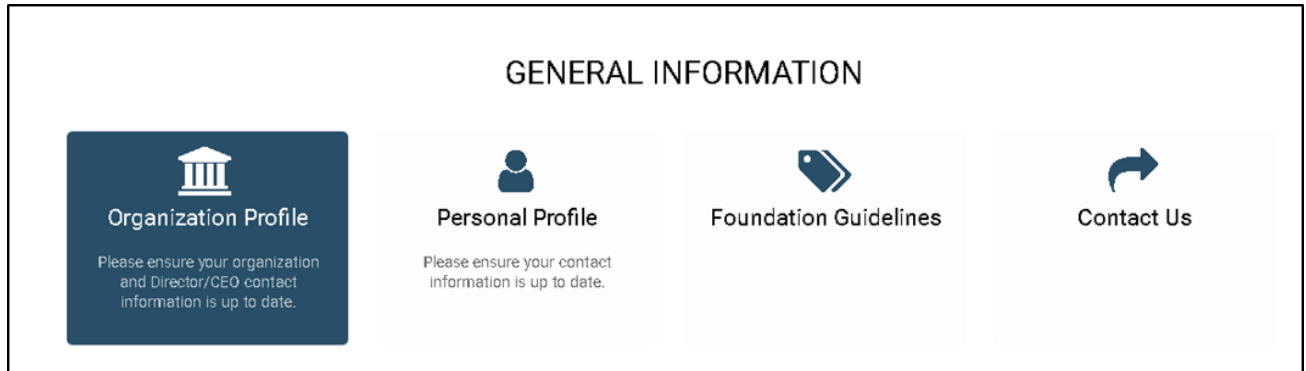 GENERAL INFORMATION
Organization Profile
Please ensure your organization
and Director/CEO contact
information is up to date.
Personal Profile
Please ensure your contact
information is up to date.
Foundation Guidelines
Contact Us